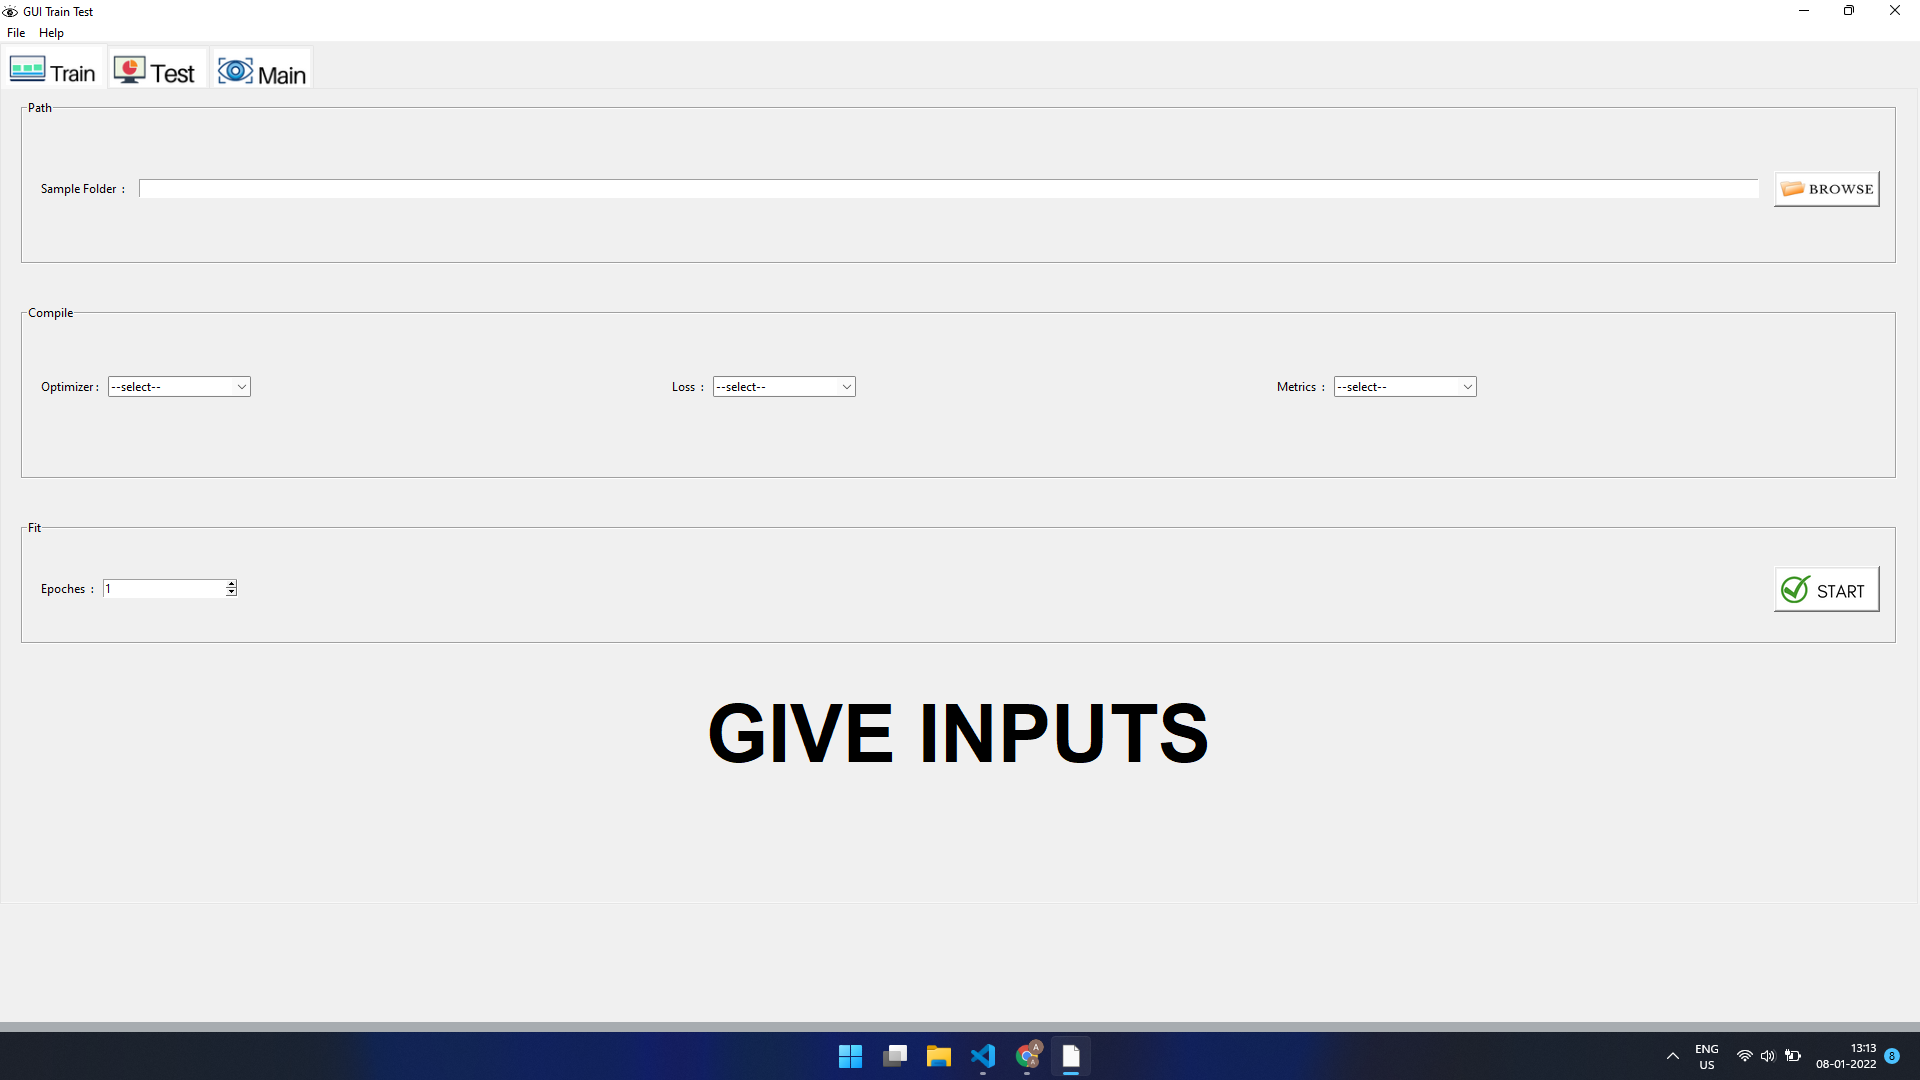 GUI Train Test
File Help
Train Test Main
Path
Sample Folder :
BROWSE
Compile
Optimizer : --select-- Loss : --select-- Metrics : --select--
Fit
Epoches : 1
START
GIVE INPUTS
A
A
ENG
US
13:13
08-01-2022
8